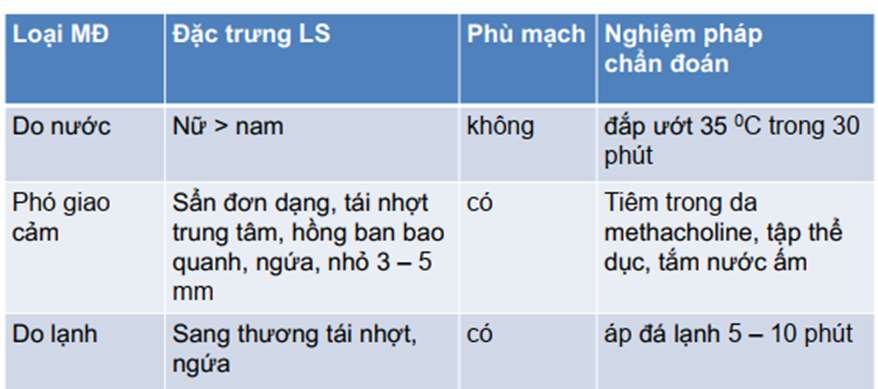 Loại MĐ
Đặc trưng LS
Phù mạch
Nghiệm pháp
chẩn đoán
Do nước
Nữ > nam
không
đắp ướt 35 ⁰C trong 30
phút
Phó giao
cảm
Sẩn đơn dạng, tái nhợt
trung tâm, hồng ban bao
quanh, ngứa, nhỏ 3 – 5
mm
có
Tiêm trong da
methacholine, tập thể
dục, tắm nước ấm
Do lạnh
Sang thương tái nhợt,
ngứa
có
áp đá lạnh 5 – 10 phút